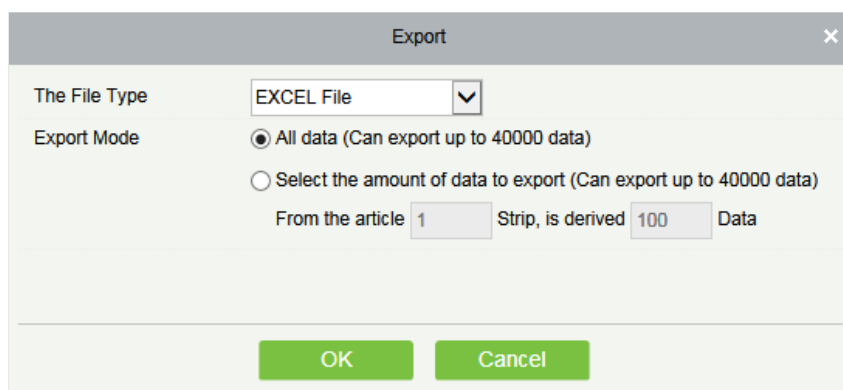 Export
The File Type EXCEL File
Export Mode All data (Can export up to 40000 data)
Select the amount of data to export (Can export up to 40000 data)
From the article 1 Strip, is derived 100 Data
OK Cancel